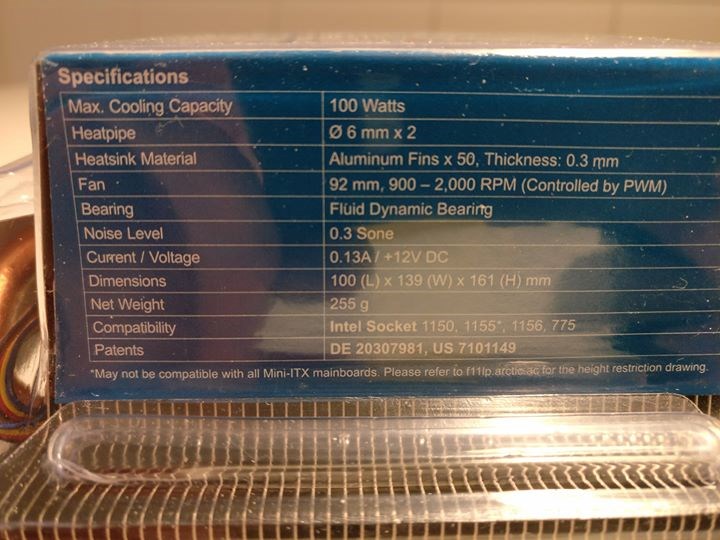 Specifications
Max. Cooling Capacity 100 Watts
Heatpipe Ø 6 mm x 2
Heatsink Material Aluminum Fins x 50, Thickness: 0.3 mm
Fan 92 mm, 900 – 2,000 RPM (Controlled by PWM)
Bearing Fluid Dynamic Bearing
Noise Level 0.3 Sone
Current / Voltage 0.13A / +12V DC
Dimensions 100 (L) x 139 (W) x 161 (H) mm
Net Weight 255 g
Compatibility Intel Socket 1150, 1155*, 1156, 775
Patents DE 20307981, US 7101149
*May not be compatible with all Mini-ITX mainboards. Please refer to f11lp.arctic.ac for the height restriction drawing.